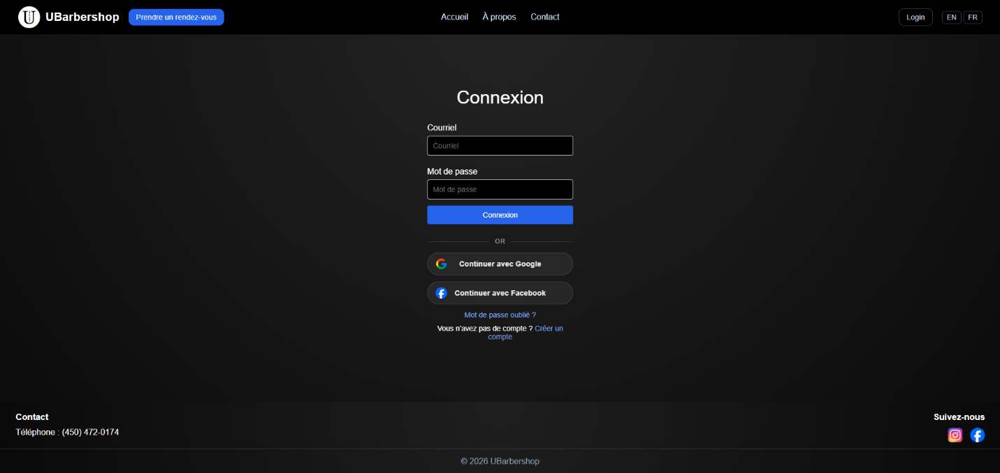 U UBarbershop Prendre un rendez-vous Accueil À propos Contact Login EN FR
Connexion
Courriel
Courriel
Mot de passe
Mot de passe
Connexion
OR
Continuer avec Google
Continuer avec Facebook
Mot de passe oublié ?
Vous n'avez pas de compte ? Créer un
compte
Contact
Téléphone : (450) 472-0174
Suivez-nous
© 2026 UBarbershop